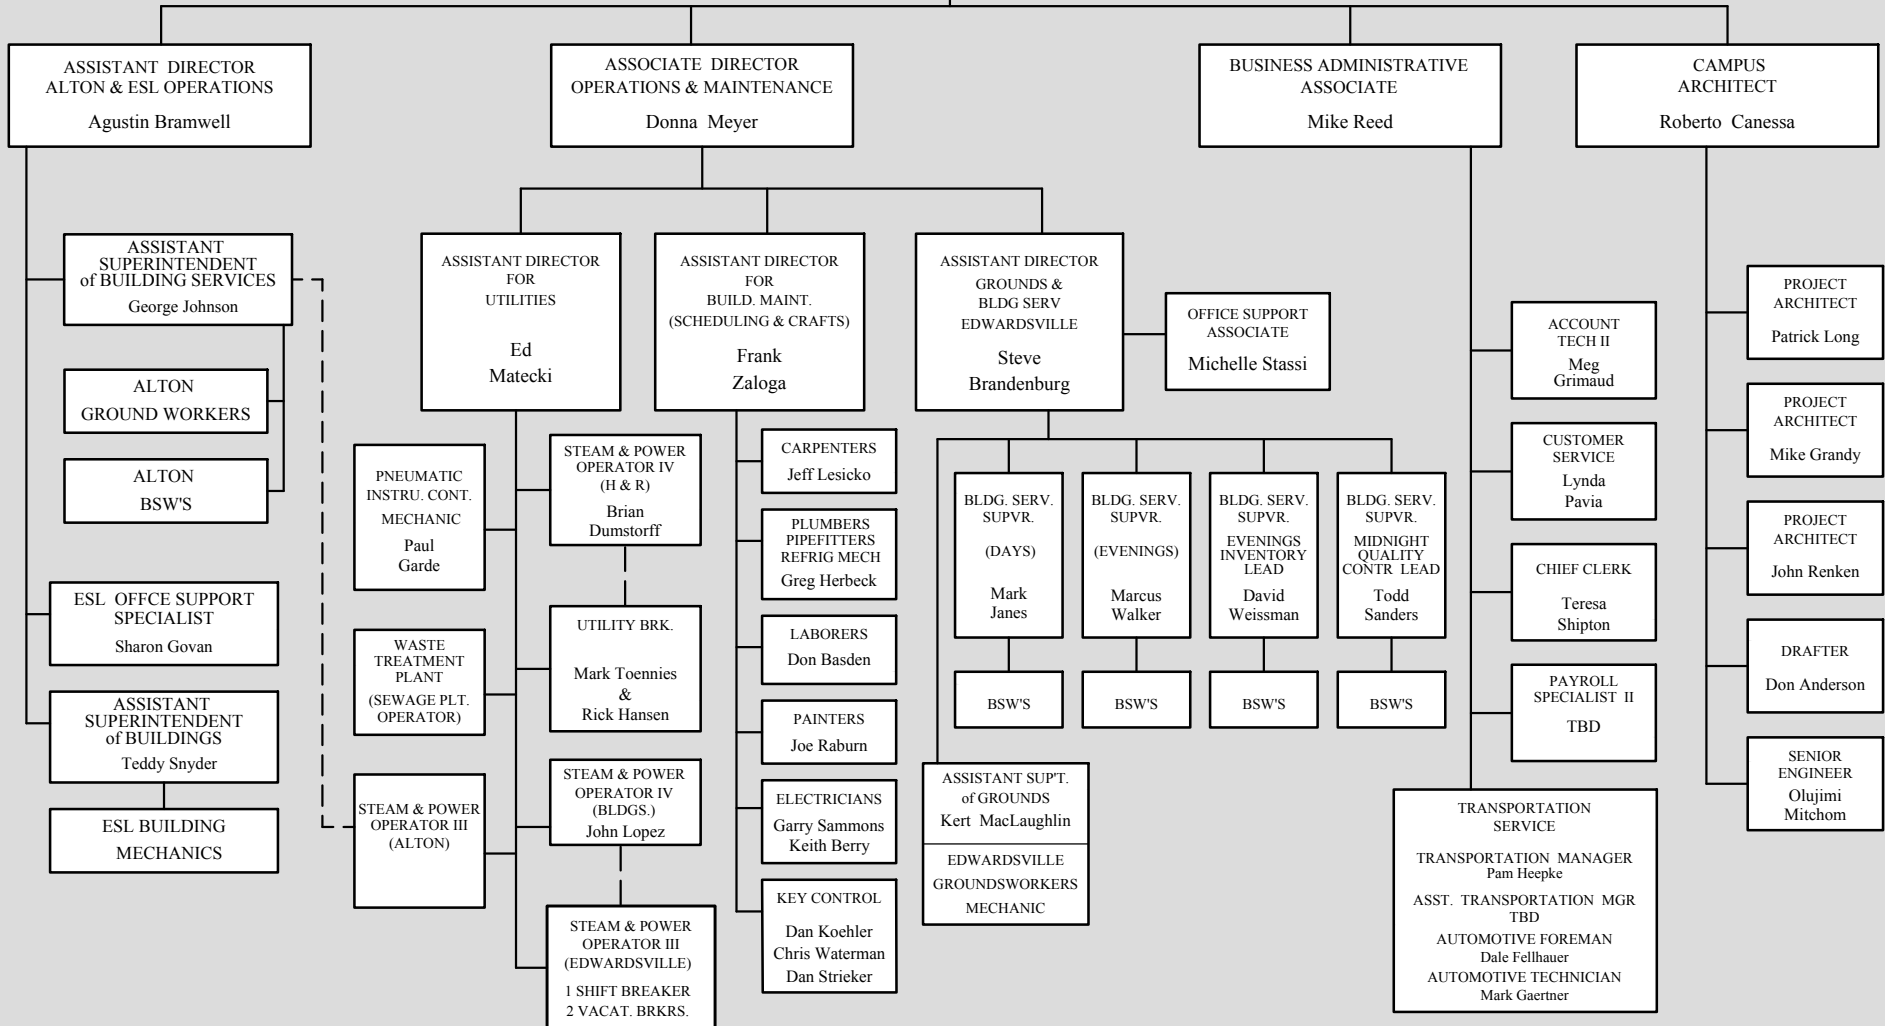 ASSISTANT DIRECTOR
ALTON & ESL OPERATIONS
Agustin Bramwell
ASSOCIATE DIRECTOR
OPERATIONS & MAINTENANCE
Donna Meyer
BUSINESS ADMINISTRATIVE
ASSOCIATE
Mike Reed
CAMPUS
ARCHITECT
Roberto Canessa
ASSISTANT
SUPERINTENDENT
of BUILDING SERVICES
George Johnson
ALTON
GROUND WORKERS
ALTON
BSW'S
ESL OFFCE SUPPORT
SPECIALIST
Sharon Govan
ASSISTANT
SUPERINTENDENT
of BUILDINGS
Teddy Snyder
ESL BUILDING
MECHANICS
ASSISTANT DIRECTOR
FOR
UTILITIES
Ed
Matecki
PNEUMATIC
INSTRU. CONT.
MECHANIC
Paul
Garde
WASTE
TREATMENT
PLANT
(SEWAGE PLT.
OPERATOR)
STEAM & POWER
OPERATOR III
(ALTON)
STEAM & POWER
OPERATOR IV
(H & R)
Brian
Dumstorff
UTILITY BRK.
Mark Toennies
&
Rick Hansen
STEAM & POWER
OPERATOR IV
(BLDGS.)
John Lopez
STEAM & POWER
OPERATOR III
(EDWARDSVILLE)
1 SHIFT BREAKER
2 VACAT. BRKRS.
ASSISTANT DIRECTOR
FOR
BUILD. MAINT.
(SCHEDULING & CRAFTS)
Frank
Zaloga
CARPENTERS
Jeff Lesicko
PLUMBERS
PIPEFITTERS
REFRIG MECH
Greg Herbeck
LABORERS
Don Basden
PAINTERS
Joe Raburn
ELECTRICIANS
Garry Sammons
Keith Berry
KEY CONTROL
Dan Koehler
Chris Waterman
Dan Strieker
ASSISTANT DIRECTOR
GROUNDS &
BLDG SERV
EDWARDSVILLE
Steve
Brandenburg
OFFICE SUPPORT
ASSOCIATE
Michelle Stassi
BLDG. SERV.
SUPVR.
(DAYS)
Mark
Janes
BSW'S
BLDG. SERV.
SUPVR.
(EVENINGS)
Marcus
Walker
BSW'S
BLDG. SERV.
SUPVR.
EVENINGS
INVENTORY
LEAD
David
Weissman
BSW'S
BLDG. SERV.
SUPVR.
MIDNIGHT
QUALITY
CONTR LEAD
Todd
Sanders
BSW'S
ASSISTANT SUP'T.
of GROUNDS
Kert MacLaughlin
EDWARDSVILLE
GROUNDSWORKERS
MECHANIC
ACCOUNT
TECH II
Meg
Grimaud
CUSTOMER
SERVICE
Lynda
Pavia
CHIEF CLERK
Teresa
Shipton
PAYROLL
SPECIALIST II
TBD
TRANSPORTATION
SERVICE
TRANSPORTATION MANAGER
Pam Heepke
ASST. TRANSPORTATION MGR
TBD
AUTOMOTIVE FOREMAN
Dale Fellhauer
AUTOMOTIVE TECHNICIAN
Mark Gaertner
PROJECT
ARCHITECT
Patrick Long
PROJECT
ARCHITECT
Mike Grandy
PROJECT
ARCHITECT
John Renken
DRAFTER
Don Anderson
SENIOR
ENGINEER
Olujimi
Mitchom